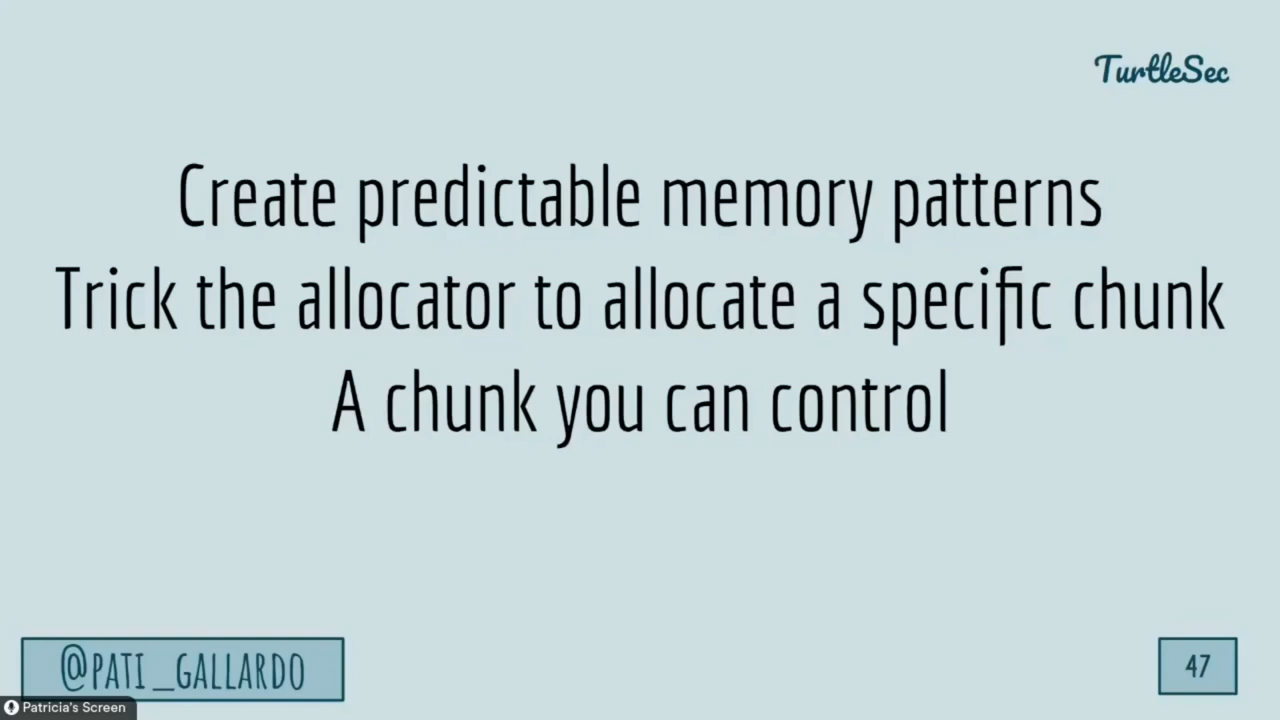 TurtleSec
Create predictable memory patterns
Trick the allocator to allocate a specific chunk
A chunk you can control
@PATI_GALLARDO
47
Patricia's Screen